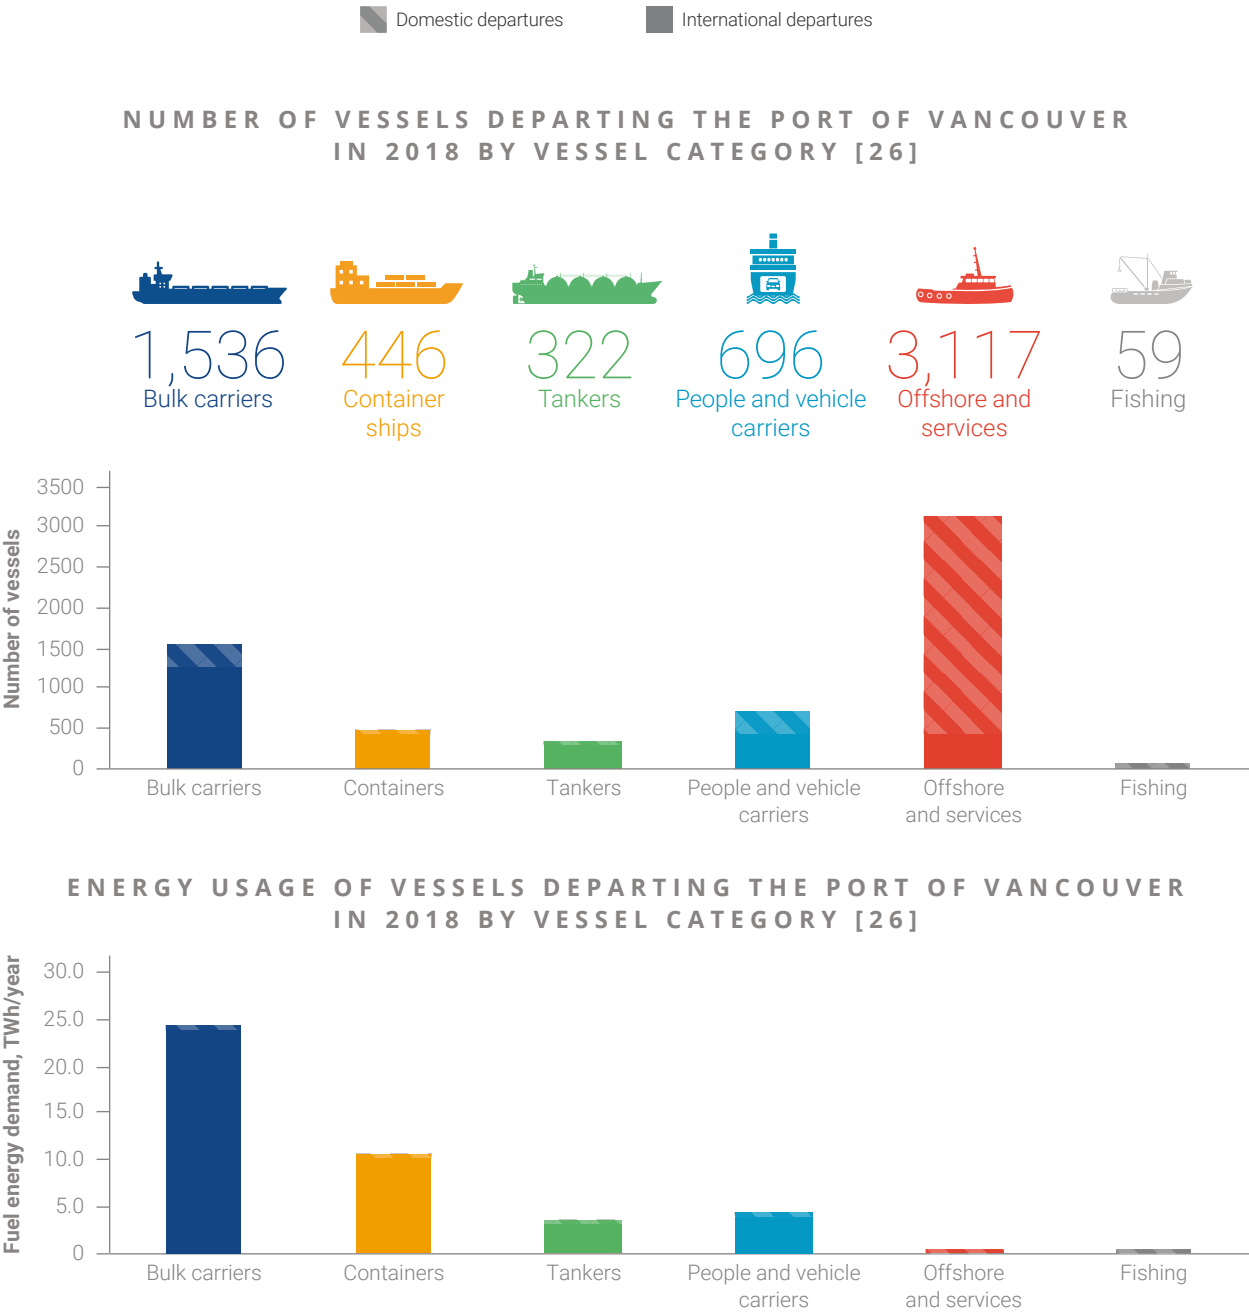 Domestic departures
International departures
NUMBER OF VESSELS DEPARTING THE PORT OF VANCOUVER
IN 2018 BY VESSEL CATEGORY [26]
1,536
Bulk carriers
446
Container
ships
322
Tankers
696
People and vehicle
carriers
3,117
Offshore and
services
59
Fishing
Number of vessels
3500
3000
2500
2000
1500
1000
500
0
Bulk carriers
Containers
Tankers
People and vehicle
carriers
Offshore
and services
Fishing
ENERGY USAGE OF VESSELS DEPARTING THE PORT OF VANCOUVER
IN 2018 BY VESSEL CATEGORY [26]
Fuel energy demand, TWh/year
30.0
25.0
20.0
15.0
10.0
5.0
0
Bulk carriers
Containers
Tankers
People and vehicle
carriers
Offshore
and services
Fishing